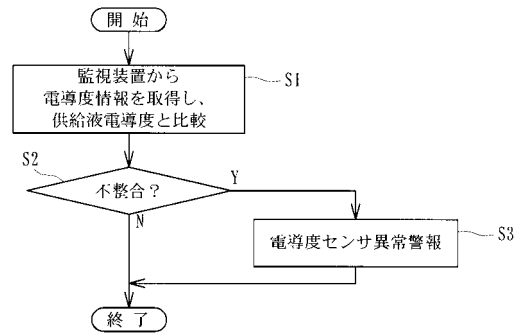 開 始
監視装置から
電導度情報を取得し、
供給液電導度と比較
S1
S2
不整合？
Y
N
電導度センサ異常警報
S3
終 了